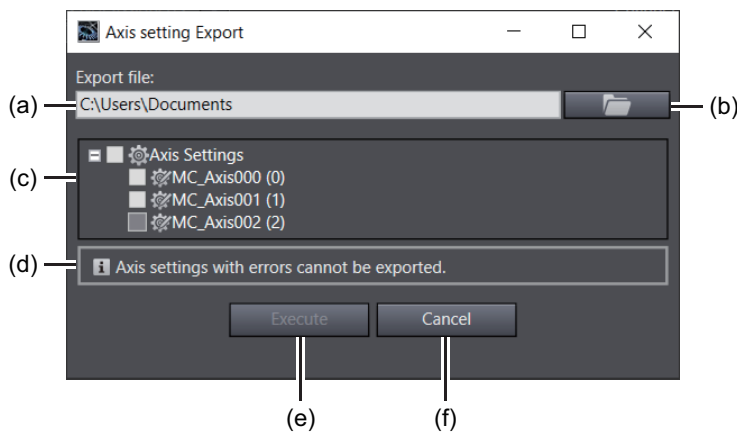 Axis setting Export
Export file:
(a)
C:\Users\Documents
(b)
Axis Settings
(c)
MC_Axis000 (0)
MC_Axis001 (1)
MC_Axis002 (2)
(d)
Axis settings with errors cannot be exported.
Execute
Cancel
(e)
(f)